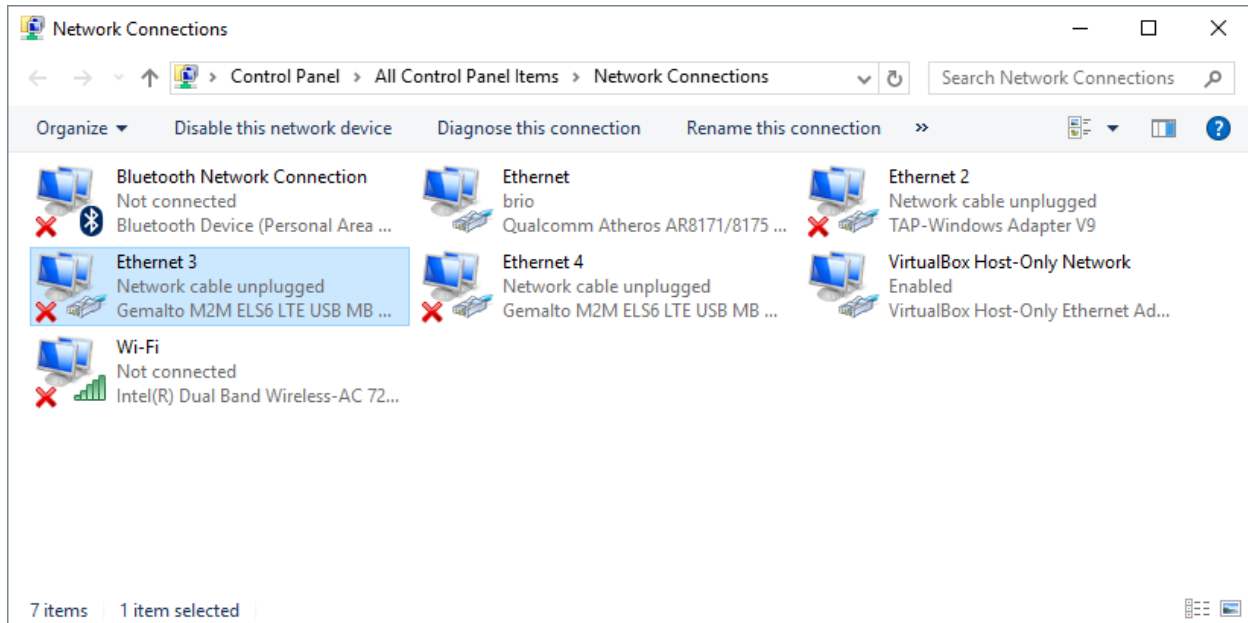 Network Connections
Control Panel > All Control Panel Items > Network Connections
Search Network Connections
Organize Disable this network device Diagnose this connection Rename this connection »
Bluetooth Network Connection
Not connected
Bluetooth Device (Personal Area ...
Ethernet
brio
Qualcomm Atheros AR8171/8175 ...
Ethernet 2
Network cable unplugged
TAP-Windows Adapter V9
Ethernet 3
Network cable unplugged
Gemalto M2M ELS6 LTE USB MB ...
Ethernet 4
Network cable unplugged
Gemalto M2M ELS6 LTE USB MB ...
VirtualBox Host-Only Network
Enabled
VirtualBox Host-Only Ethernet Ad...
Wi-Fi
Not connected
Intel(R) Dual Band Wireless-AC 72...
7 items 1 item selected